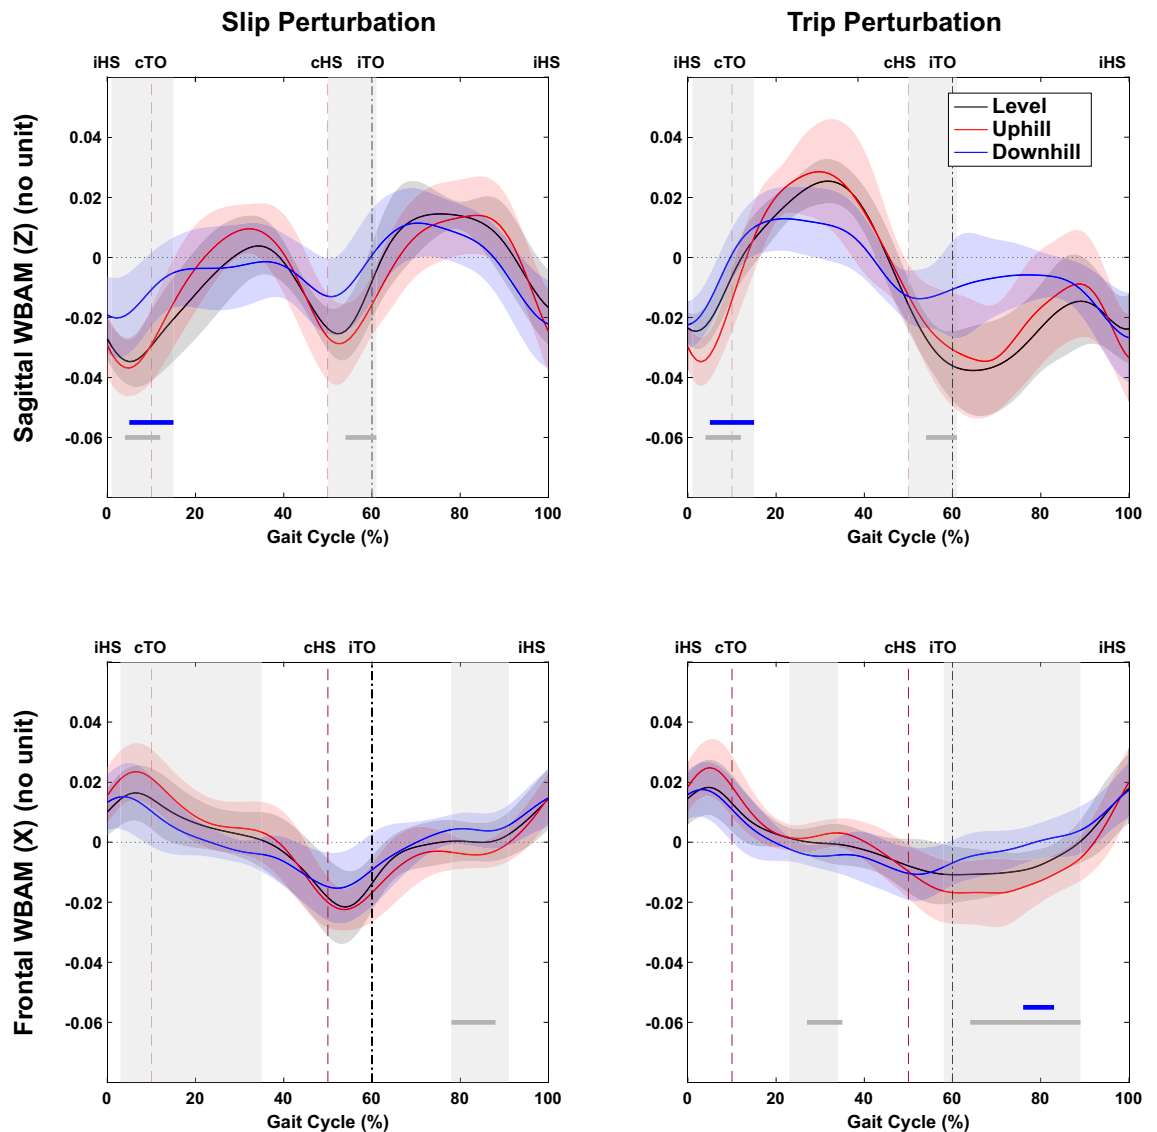 Slip Perturbation
Trip Perturbation
iHS cTO cHS iTO iHS
iHS cTO cHS iTO iHS
Sagittal WBAM (Z) (no unit)
0.04
0.02
0
-0.02
-0.04
-0.06
0 20 40 60 80 100
Gait Cycle (%)
0.04
0.02
0
-0.02
-0.04
-0.06
Level
Uphill
Downhill
0 20 40 60 80 100
Gait Cycle (%)
iHS cTO cHS iTO iHS
iHS cTO cHS iTO iHS
Frontal WBAM (X) (no unit)
0.04
0.02
0
-0.02
-0.04
-0.06
0 20 40 60 80 100
Gait Cycle (%)
0.04
0.02
0
-0.02
-0.04
-0.06
0 20 40 60 80 100
Gait Cycle (%)